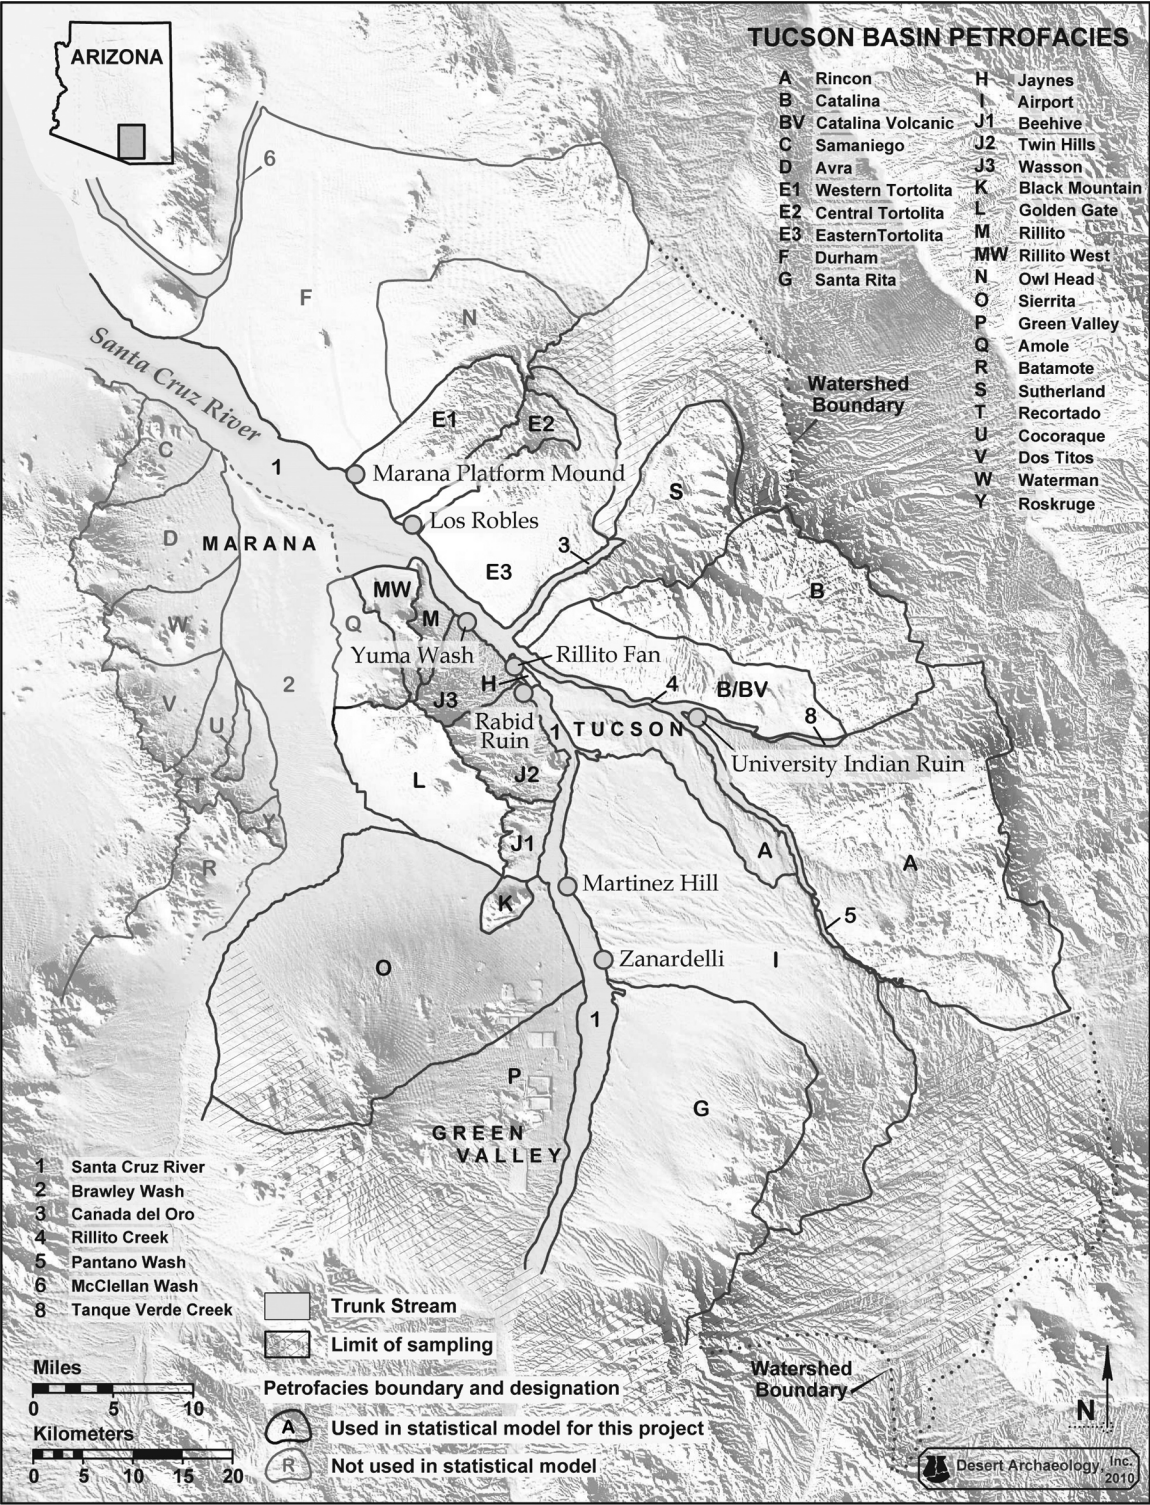 TUCSON BASIN PETROFACIES
ARIZONA
A Rincon
B Catalina
BV Catalina Volcanic
C Samaniego
D Avra
E1 Western Tortolita
E2 Central Tortolita
E3 EasternTortolita
F Durham
G Santa Rita
H Jaynes
I Airport
J1 Beehive
J2 Twin Hills
J3 Wasson
K Black Mountain
L Golden Gate
M Rillito
MW Rillito West
N Owl Head
O Sierrita
P Green Valley
Q Amole
R Batamote
S Sutherland
T Recortado
U Cocoraque
V Dos Titos
W Waterman
Y Roskruge
6
F
N
Santa Cruz River
Watershed
Boundary
E1
E2
C
1
Marana Platform Mound
S
Los Robles
D
MARANA
3
E3
MW
B
M
W
Q
Yuma Wash
Rillito Fan
2
H
4
B/BV
V
J3
8
U
Rabid
Ruin
1
TUCSON
University Indian Ruin
T
L
J2
Y
J1
A
A
R
Martinez Hill
K
5
O
Zanardelli
I
1
P
G
GREEN
VALLEY
1 Santa Cruz River
2 Brawley Wash
3 Cañada del Oro
4 Rillito Creek
5 Pantano Wash
6 McClellan Wash
8 Tanque Verde Creek
Trunk Stream
Limit of sampling
Petrofacies boundary and designation
A Used in statistical model for this project
R Not used in statistical model
Miles
0 5 10
Kilometers
0 5 10 15 20
Watershed
Boundary
N
Desert Archaeology, Inc.
2010